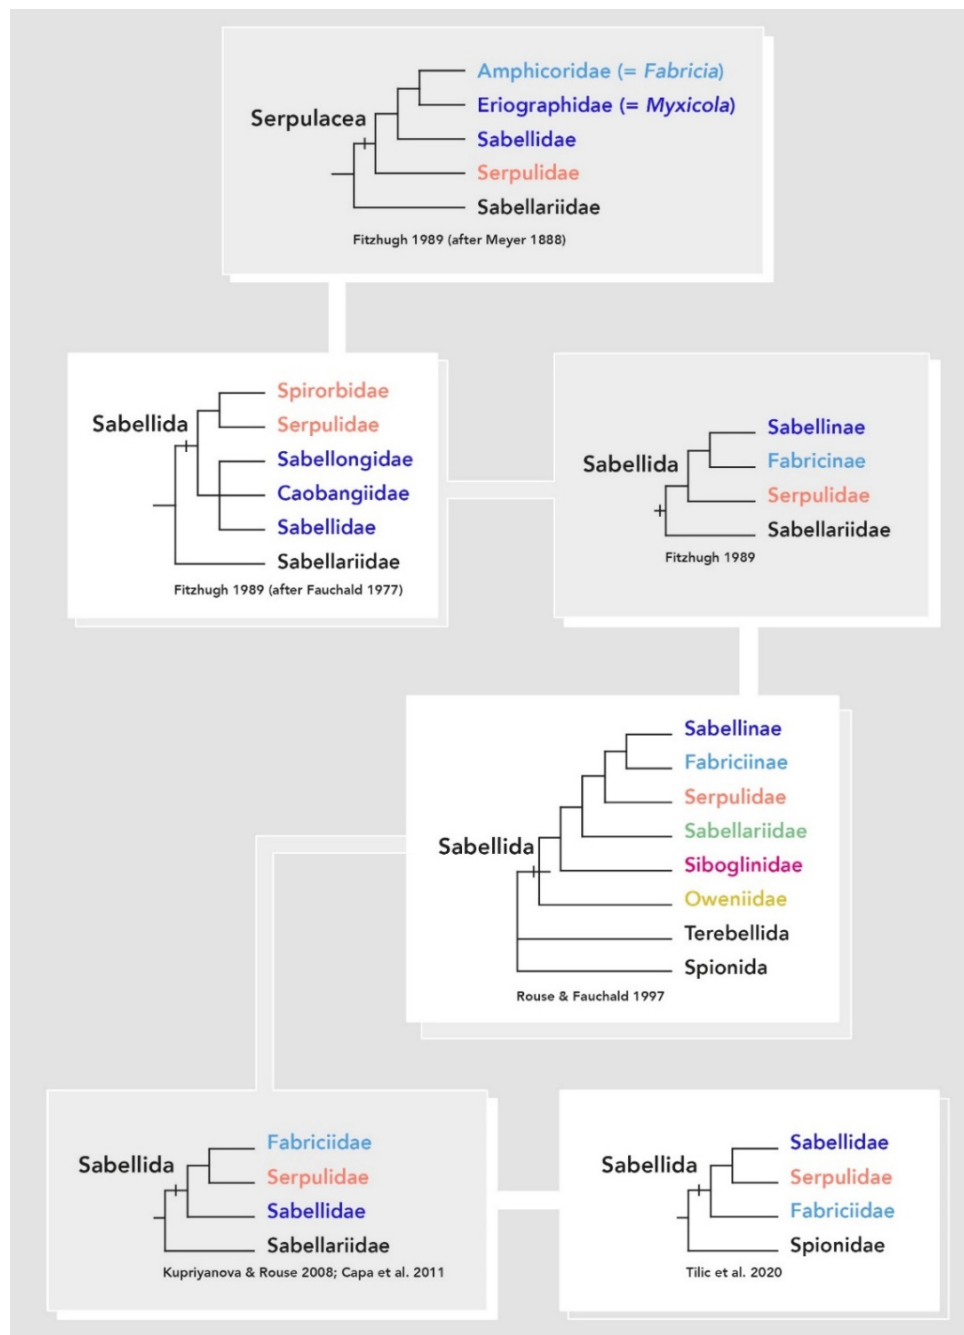 Amphicoridae (= Fabricia)
Eriographidae (= Myxicola)
Serpulacea
Sabellidae
Serpulidae
Sabellariidae
Fitzhugh 1989 (after Meyer 1888)
Spirorbidae
Sabellida
Serpulidae
Sabellongidae
Caobangiidae
Sabellidae
Sabellariidae
Fitzhugh 1989 (after Fauchald 1977)
Sabellinae
Sabellida
Fabricinae
Serpulidae
Sabellariidae
Fitzhugh 1989
Sabellinae
Fabriciinae
Serpulidae
Sabellariidae
Sabellida
Siboglinidae
Oweniidae
Terebellida
Spionida
Rouse & Fauchald 1997
Fabriciidae
Sabellida
Serpulidae
Sabellidae
Sabellariidae
Kupriyanova & Rouse 2008; Capa et al. 2011
Sabellidae
Sabellida
Serpulidae
Fabriciidae
Spionidae
Tilic et al. 2020